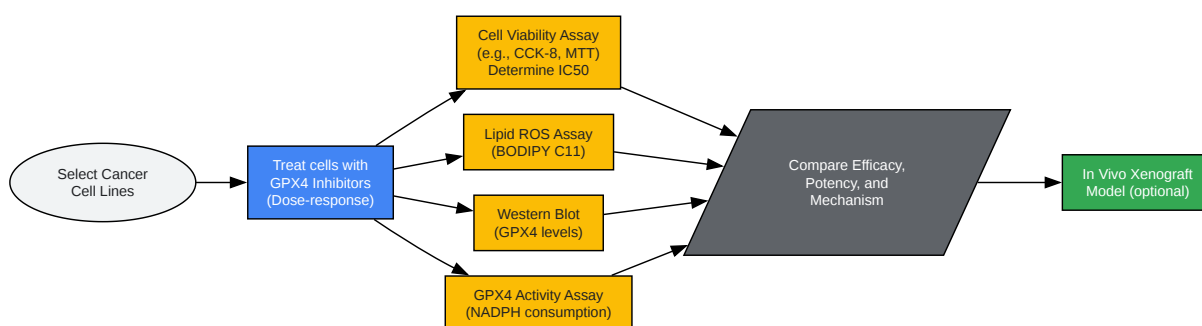 Select Cancer
Cell Lines
Treat cells with
GPX4 Inhibitors
(Dose-response)
Cell Viability Assay
(e.g., CCK-8, MTT)
Determine IC50
Lipid ROS Assay
(BODIPY C11)
Western Blot
(GPX4 levels)
GPX4 Activity Assay
(NADPH consumption)
Compare Efficacy,
Potency, and
Mechanism
In Vivo Xenograft
Model (optional)